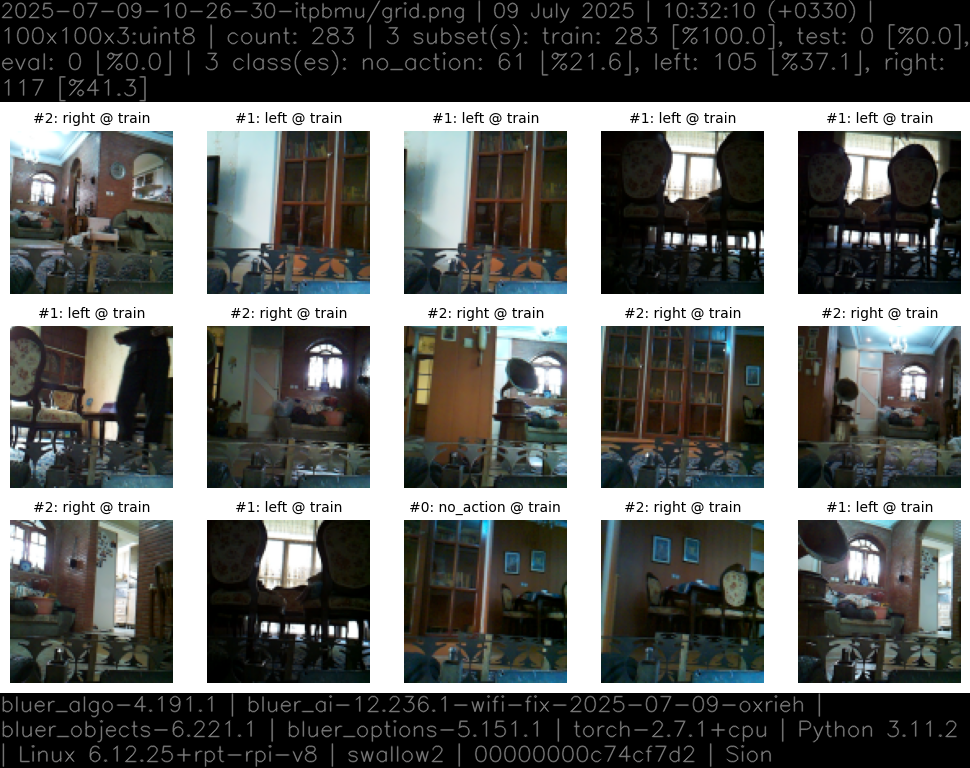 2025-07-09-10-26-30-itpbmu/grid.png | 09 July 2025 | 10:32:10 (+0330) |
100x100x3:uint8 | count: 283 | 3 subset(s): train: 283 [%100.0], test: 0 [%0.0],
eval: 0 [%0.0] | 3 class(es): no_action: 61 [%21.6], left: 105 [%37.1], right:
117 [%41.3]
#2: right @ train #1: left @ train #1: left @ train #1: left @ train #1: left @ train
#1: left @ train #2: right @ train #2: right @ train #2: right @ train #2: right @ train
#2: right @ train #1: left @ train #0: no_action @ train #2: right @ train #1: left @ train
bluer_algo-4.191.1 | bluer_ai-12.236.1-wifi-fix-2025-07-09-oxrieh |
bluer_objects-6.221.1 | bluer_options-5.151.1 | torch-2.7.1+cpu | Python 3.11.2
| Linux 6.12.25+rpt-rpi-v8 | swallow2 | 00000000c74cf7d2 | Sion